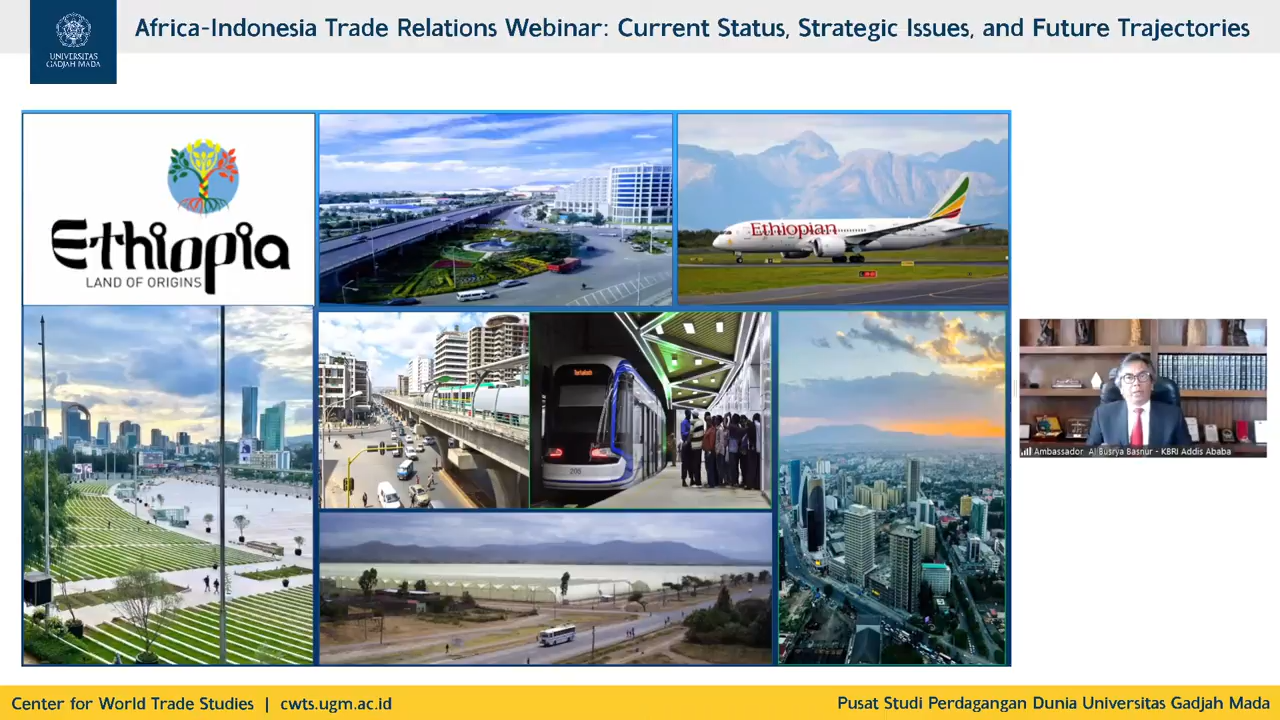 Africa-Indonesia Trade Relations Webinar: Current Status, Strategic Issues, and Future Trajectories
UNIVERSITAS
GADJAH MADA
Ethiopia
LAND OF ORIGINS
Ethiopian
Ambassador Al Busyra Basnur - KBRI Addis Ababa
Center for World Trade Studies | cwts.ugm.ac.id
Pusat Studi Perdagangan Dunia Universitas Gadjah Mada